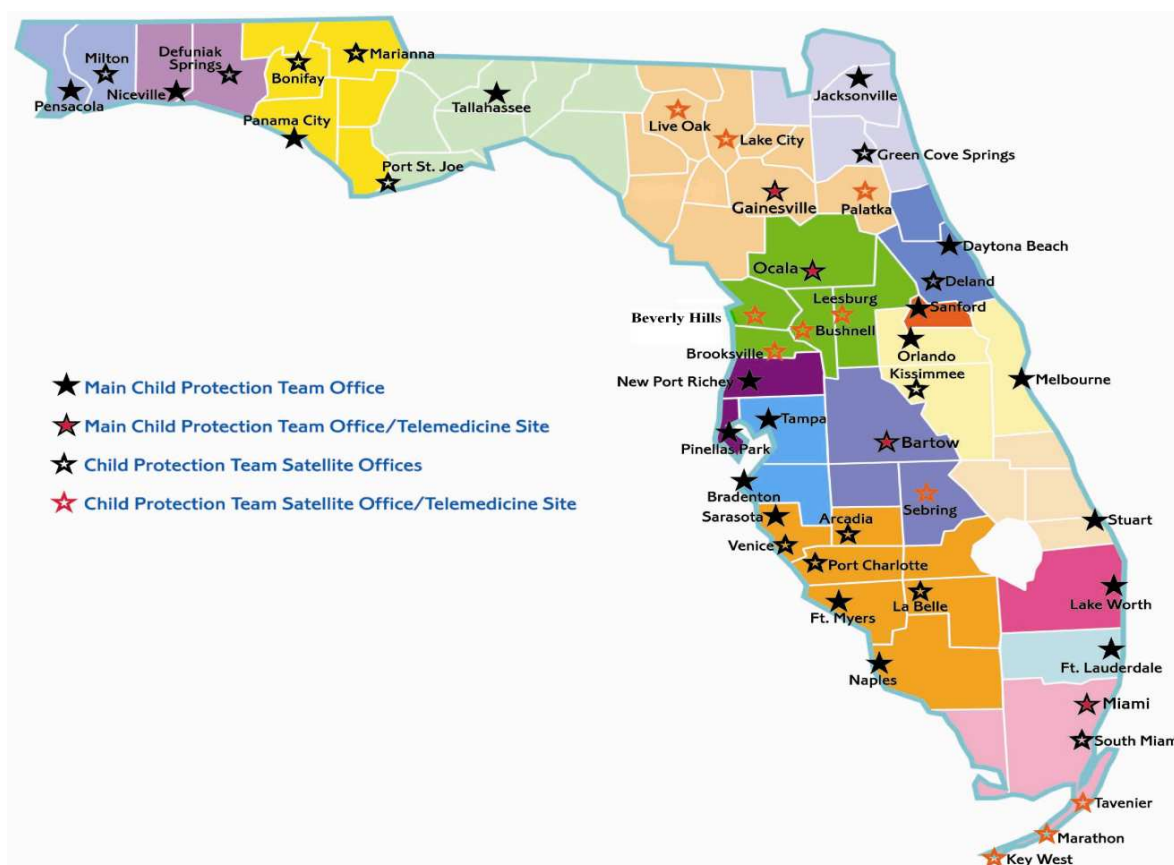 Milton
Pensacola
Defuniak
Springs
Niceville
Bonifay
Marianna
Panama City
Port St. Joe
Tallahassee
Live Oak
Lake City
Jacksonville
Green Cove Springs
Gainesville
Palatka
Daytona Beach
Ocala
Deland
Leesburg
Sanford
Beverly Hills
Bushnell
Orlando
Brooksville
Kissimmee
New Port Richey
Melbourne
Tampa
Pinellas Park
Bartow
Bradenton
Sebring
Sarasota
Arcadia
Stuart
Venice
Port Charlotte
La Belle
Lake Worth
Ft. Myers
Ft. Lauderdale
Naples
Miami
South Miam
Tavenier
Marathon
Key West
Main Child Protection Team Office
Main Child Protection Team Office/Telemedicine Site
Child Protection Team Satellite Offices
Child Protection Team Satellite Office/Telemedicine Site